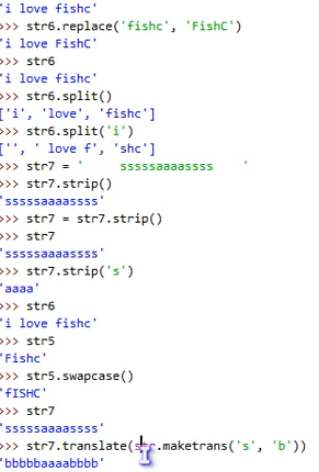 'i love fishc'
>>> str6.replace('fishc', 'FishC')
'i love FishC'
>>> str6
'i love fishc'
>>> str6.split()
['i', 'love', 'fishc']
>>> str6.split('i')
['', ' love f', 'shc']
>>> str7 = '     sssssaaaassss     '
>>> str7.strip()
'sssssaaaassss'
>>> str7 = str7.strip()
>>> str7
'sssssaaaassss'
>>> str7.strip('s')
'aaaa'
>>> str6
'i love fishc'
>>> str5
'Fishc'
>>> str5.swapcase()
'fISHC'
>>> str7
'sssssaaaassss'
>>> str7.translate(str.maketrans('s', 'b'))
'bbbbbaaaabbbb'